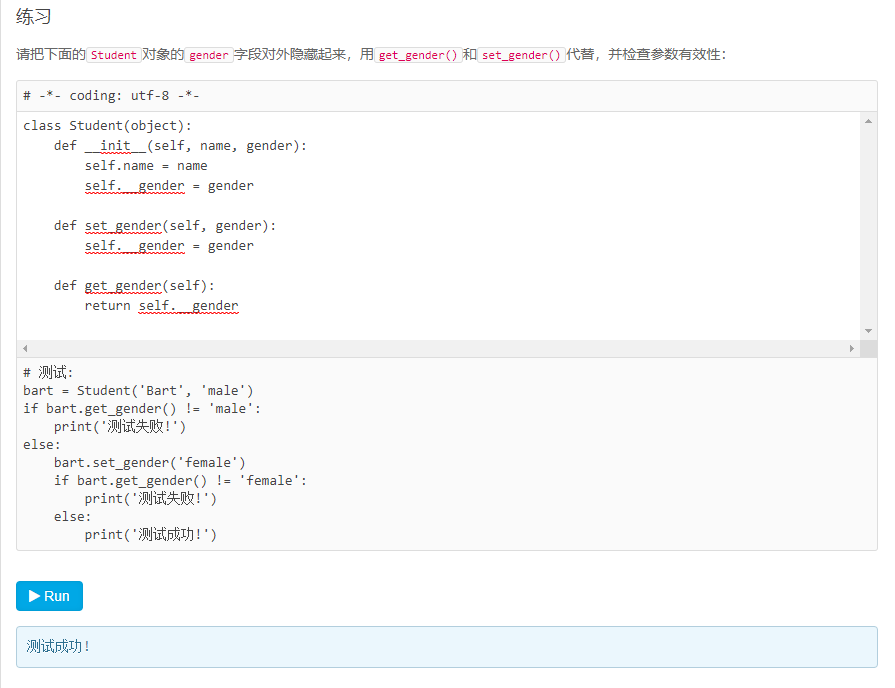 练习
请把下面的Student对象的gender字段对外隐藏起来，用get_gender()和set_gender()代替，并检查参数有效性：
# -*- coding: utf-8 -*-
class Student(object):
    def __init__(self, name, gender):
        self.name = name
        self.__gender = gender
    def set_gender(self, gender):
        self.__gender = gender
    def get_gender(self):
        return self.__gender
# 测试:
bart = Student('Bart', 'male')
if bart.get_gender() != 'male':
    print('测试失败!')
else:
    bart.set_gender('female')
    if bart.get_gender() != 'female':
        print('测试失败!')
    else:
        print('测试成功!')
Run
测试成功!